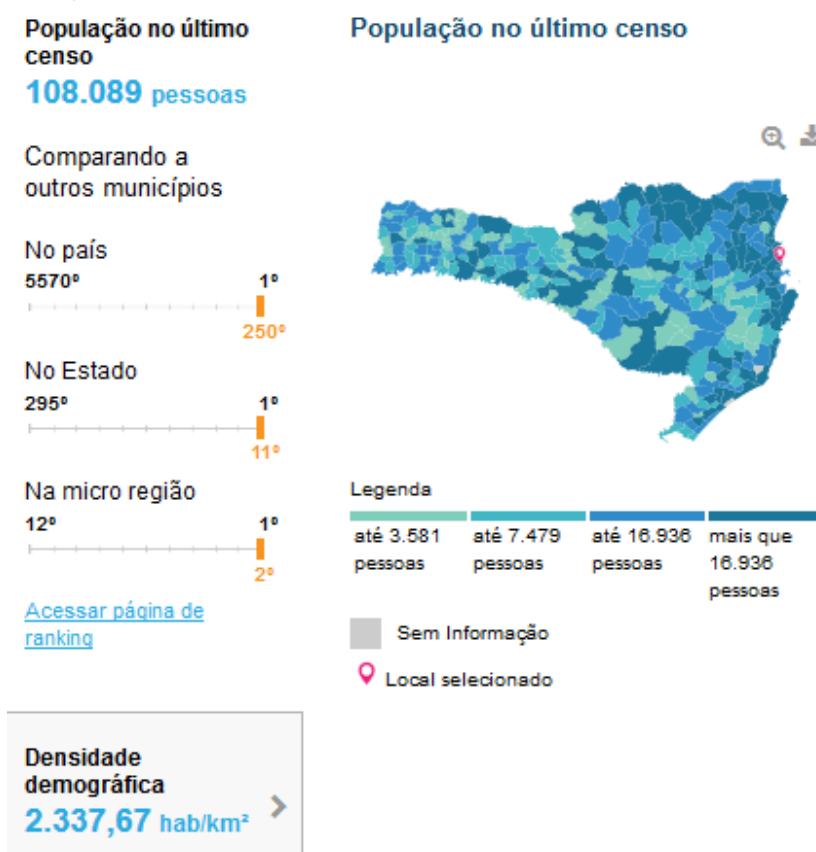 População no último
censo
108.089 pessoas
Comparando a
outros municípios
No país
5570º 1º
250º
No Estado
295º 1º
11º
Na micro região
12º 1º
2º
Acessar página de
ranking
Densidade
demográfica
2.337,67 hab/km²
População no último censo
Legenda
até 3.581
pessoas
até 7.479
pessoas
até 16.936
pessoas
mais que
16.936
pessoas
Sem Informação
Local selecionado